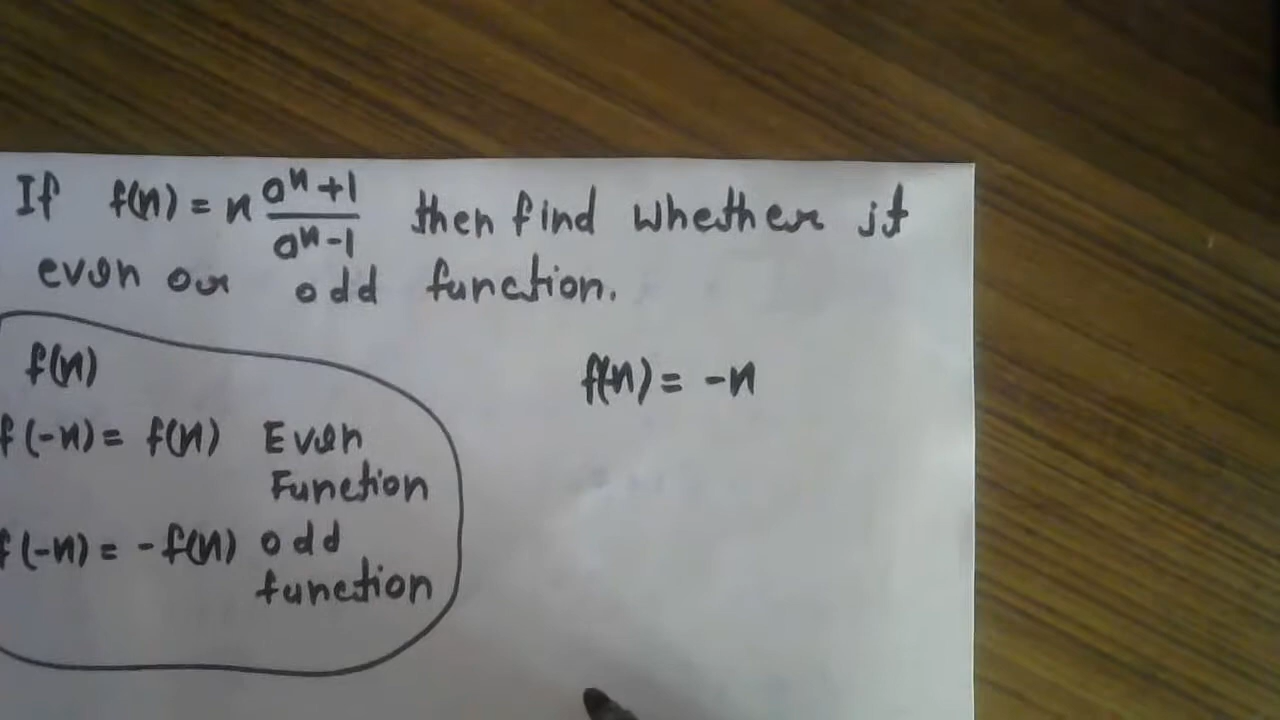 If f(x) = x (a^x + 1)/(a^x - 1) then find whether it
even or odd function.
f(x)
f(-x) = f(x) Even
Function
f(-x) = -f(x) odd
function
f(-x) = -x